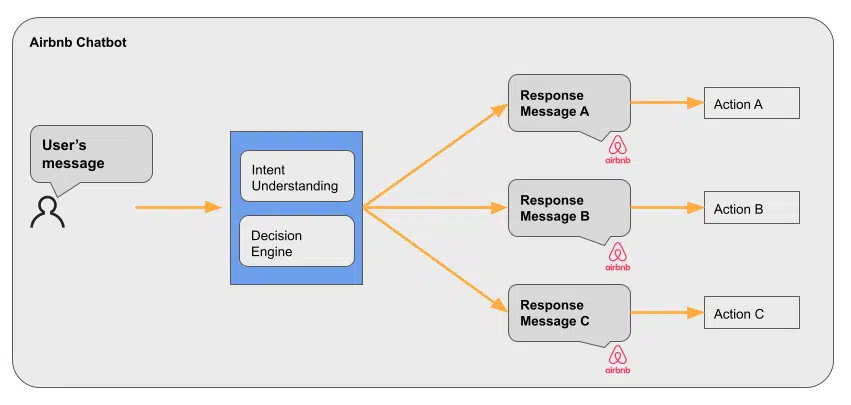 Airbnb Chatbot
User's
message
Intent
Understanding
Decision
Engine
Response
Message A
airbnb
Action A
Response
Message B
airbnb
Action B
Response
Message C
airbnb
Action C